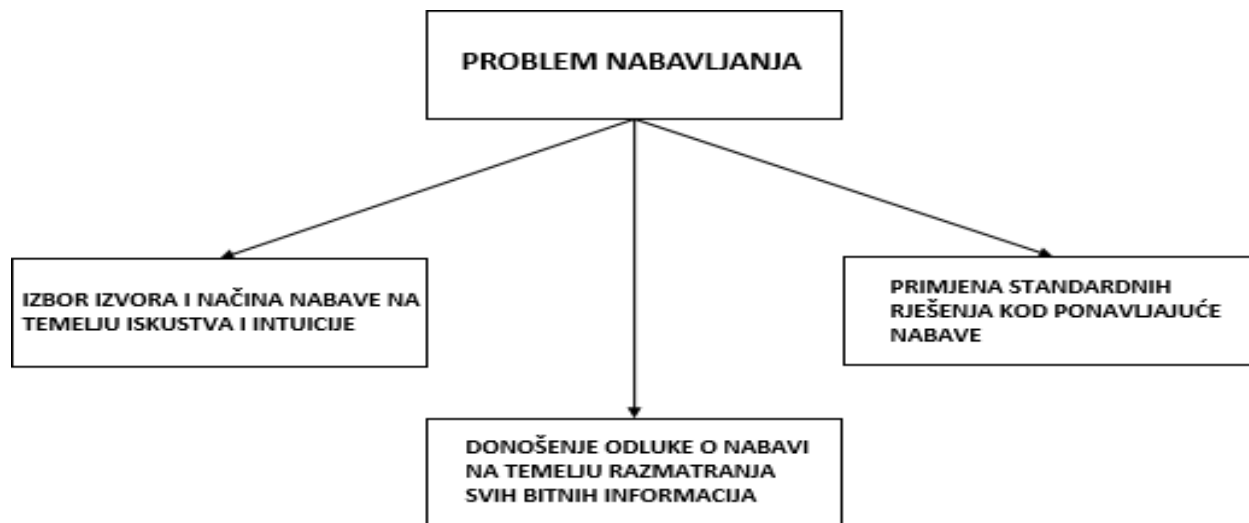 PROBLEM NABAVLJANJA
IZBOR IZVORA I NAČINA NABAVE NA
TEMELJU ISKUSTVA I INTUICIJE
PRIMJENA STANDARDNIH
RJEŠENJA KOD PONAVLJAJUĆE
NABAVE
DONOŠENJE ODLUKE O NABAVI
NA TEMELJU RAZMATRANJA
SVIH BITNIH INFORMACIJA